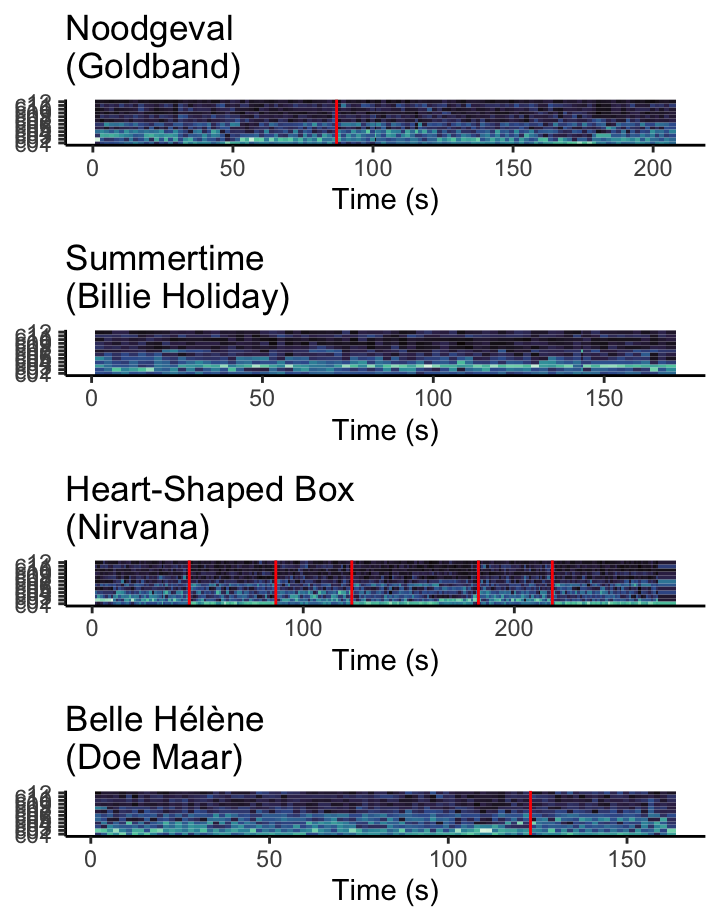 Noodgeval
(Goldband)
0 50 100 150 200
Time (s)
Summertime
(Billie Holiday)
0 50 100 150
Time (s)
Heart-Shaped Box
(Nirvana)
0 100 200
Time (s)
Belle Hélène
(Doe Maar)
0 50 100 150
Time (s)